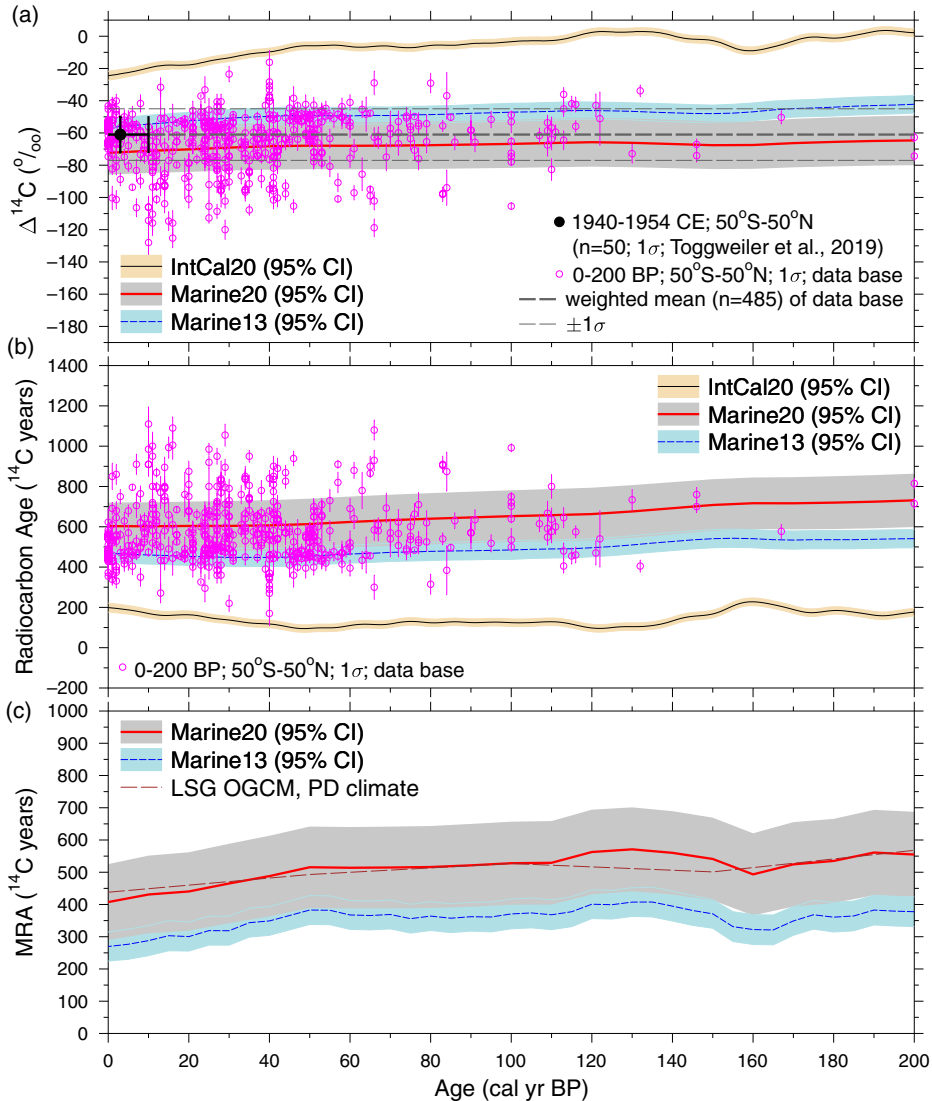 (a)
0
−20
−40
−60
−80
−100
−120
−140
−160
−180
Δ¹⁴C (⁰/₀₀)
1940-1954 CE; 50°S-50°N
(n=50; 1σ; Toggweiler et al., 2019)
0-200 BP; 50°S-50°N; 1σ; data base
weighted mean (n=485) of data base
±1σ
IntCal20 (95% CI)
Marine20 (95% CI)
Marine13 (95% CI)
(b)
1400
1200
1000
800
600
400
200
0
−200
Radiocarbon Age (¹⁴C years)
IntCal20 (95% CI)
Marine20 (95% CI)
Marine13 (95% CI)
0-200 BP; 50°S-50°N; 1σ; data base
(c)
1000
900
800
700
600
500
400
300
200
100
0
MRA (¹⁴C years)
Marine20 (95% CI)
Marine13 (95% CI)
LSG OGCM, PD climate
0 20 40 60 80 100 120 140 160 180 200
Age (cal yr BP)